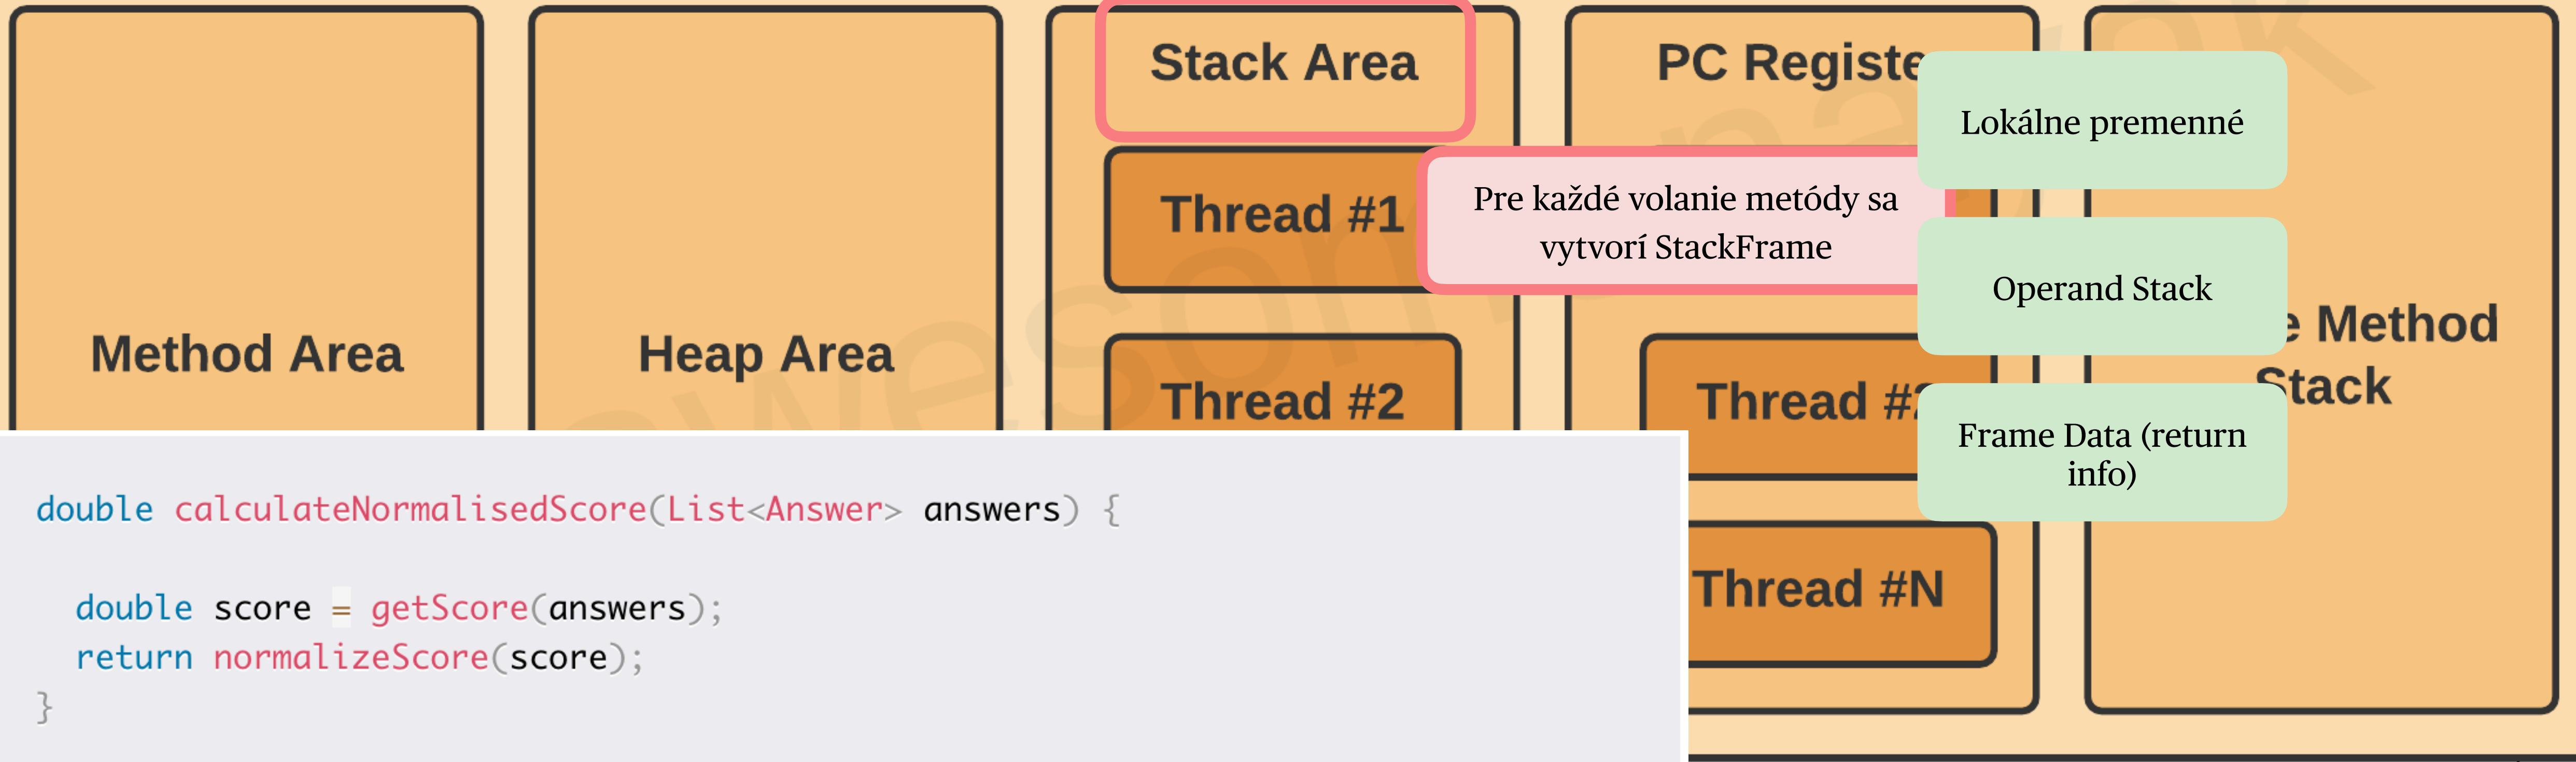 Stack Area
PC Registe
Lokálne premenné
Thread #1
Pre každé volanie metódy sa
vytvorí StackFrame
Operand Stack
Method Area
Heap Area
Method
Stack
Thread #2
Thread #2
Frame Data (return
info)
Thread #N
double calculateNormalisedScore(List<Answer> answers) {
double score = getScore(answers);
return normalizeScore(score);
}